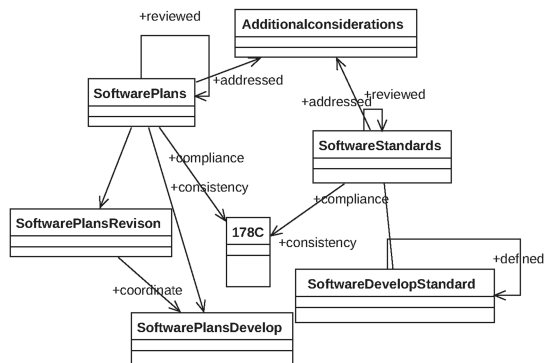 +reviewed
Additionalconsiderations
+addressed
SoftwarePlans
+addressed
+reviewed
SoftwareStandards
+compliance
+consistency
+compliance
SoftwarePlansRevison
178C
+consistency
+defined
SoftwareDevelopStandard
+coordinate
SoftwarePlansDevelop